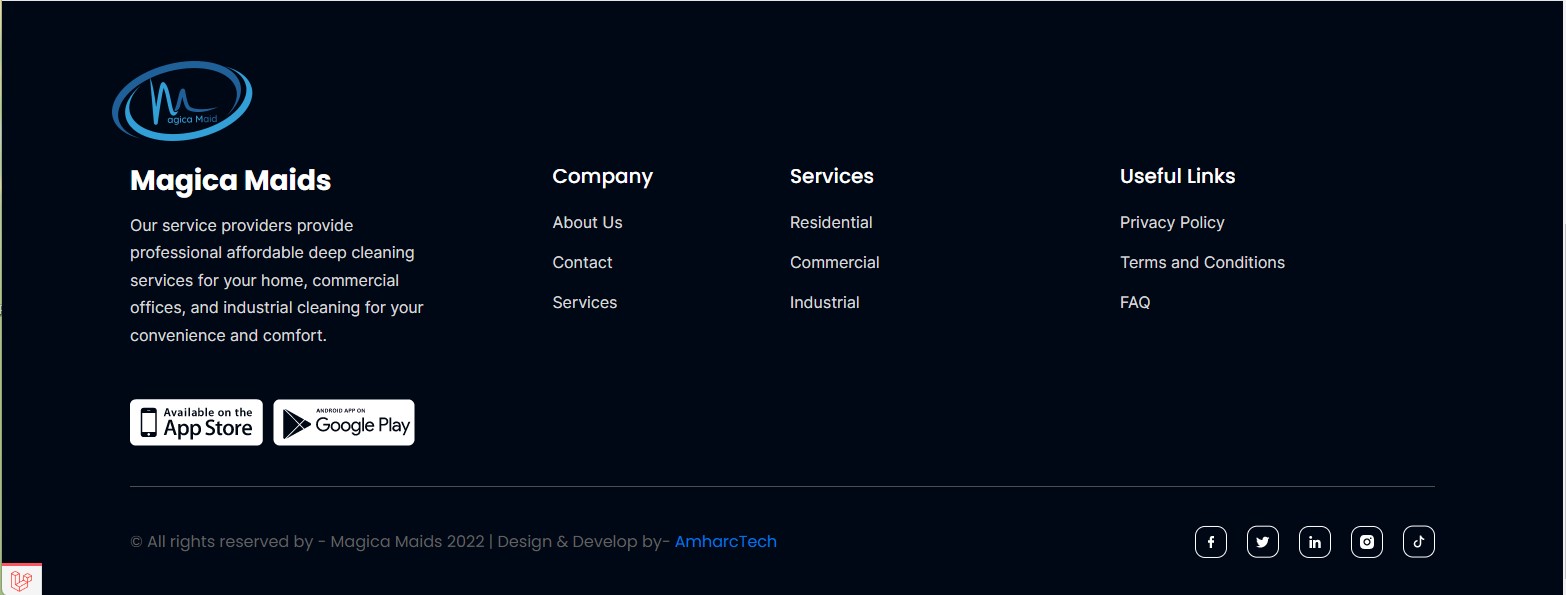 agica Maid
Magica Maids
Our service providers provide
professional affordable deep cleaning
services for your home, commercial
offices, and industrial cleaning for your
convenience and comfort.
Available on the
App Store
ANDROID APP ON
Google Play
Company
About Us
Contact
Services
Services
Residential
Commercial
Industrial
Useful Links
Privacy Policy
Terms and Conditions
FAQ
© All rights reserved by - Magica Maids 2022 | Design & Develop by- AmharcTech